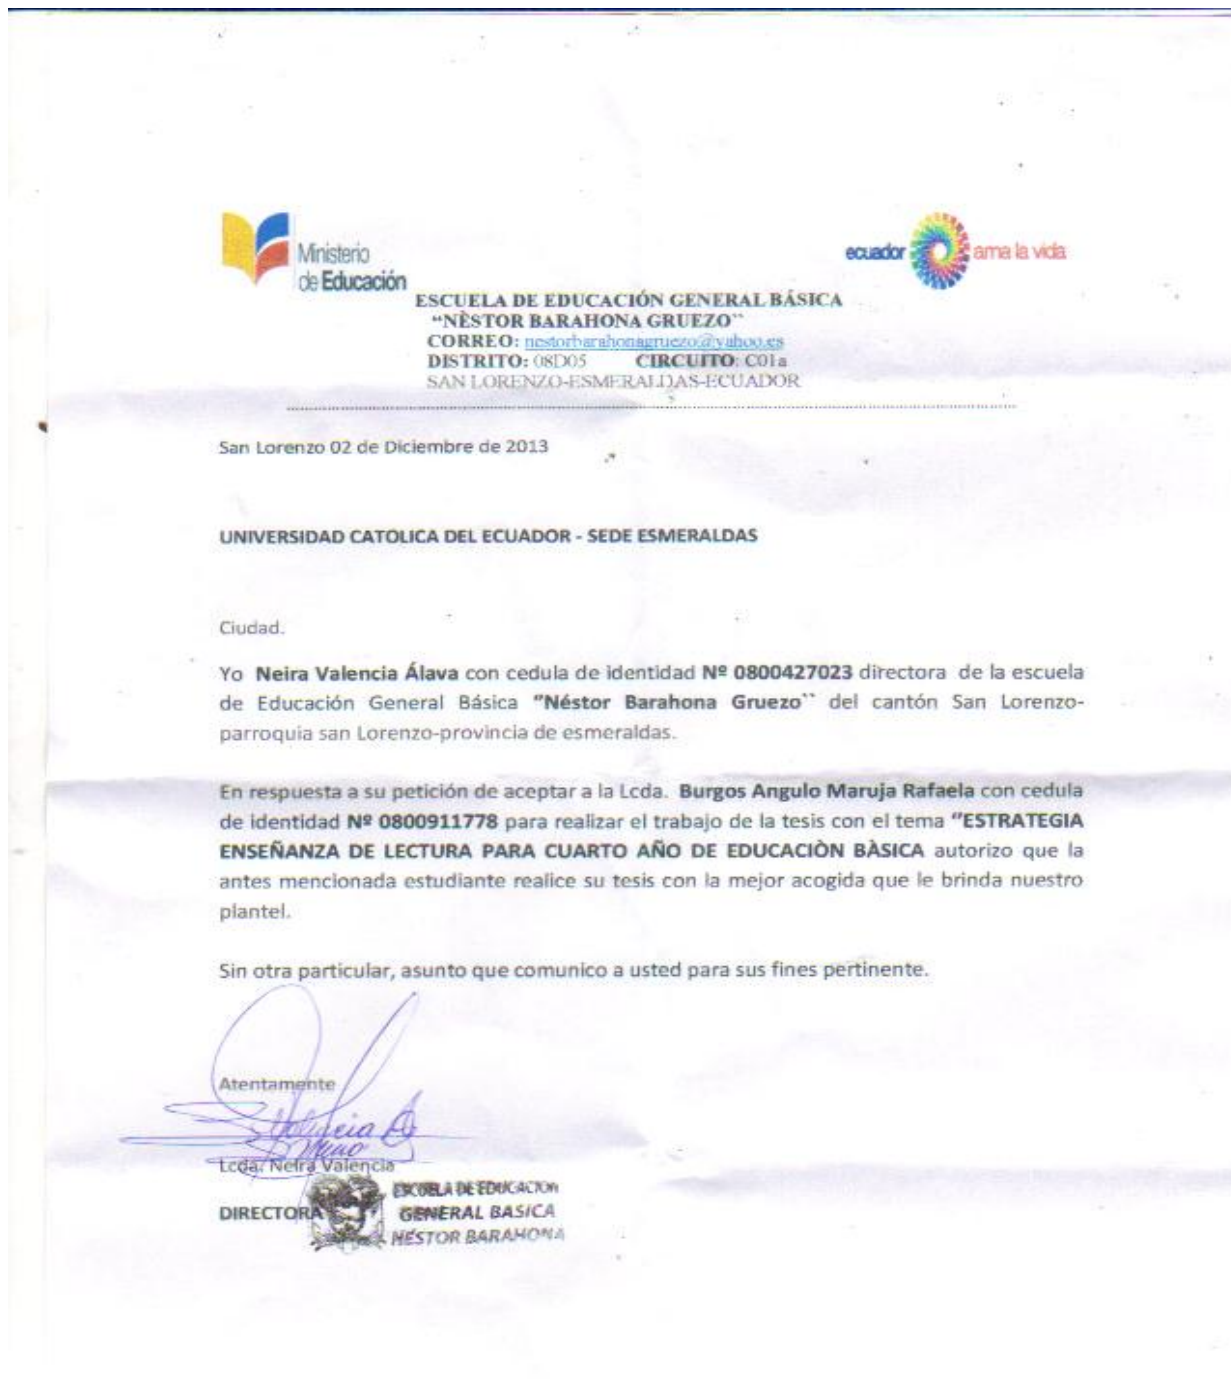 Ministerio
de Educación
ecuador ama la vida
ESCUELA DE EDUCACIÓN GENERAL BÁSICA
“NÈSTOR BARAHONA GRUEZO``
CORREO: nestorbarahonagruezo@yahoo.es
DISTRITO: 08D05 CIRCUITO: C01a
SAN LORENZO-ESMERALDAS-ECUADOR
San Lorenzo 02 de Diciembre de 2013
UNIVERSIDAD CATOLICA DEL ECUADOR - SEDE ESMERALDAS
Ciudad.
Yo Neira Valencia Álava con cedula de identidad Nº 0800427023 directora de la escuela
de Educación General Básica “Néstor Barahona Gruezo`` del cantón San Lorenzo-
parroquia san Lorenzo-provincia de esmeraldas.
En respuesta a su petición de aceptar a la Lcda. Burgos Angulo Maruja Rafaela con cedula
de identidad Nº 0800911778 para realizar el trabajo de la tesis con el tema “ESTRATEGIA
ENSEÑANZA DE LECTURA PARA CUARTO AÑO DE EDUCACIÒN BÀSICA autorizo que la
antes mencionada estudiante realice su tesis con la mejor acogida que le brinda nuestro
plantel.
Sin otra particular, asunto que comunico a usted para sus fines pertinente.
Atentamente
Valencia A
Lcda. Neira Valencia
DIRECTORA
ESCUELA DE EDUCACION
GENERAL BASICA
NÉSTOR BARAHONA